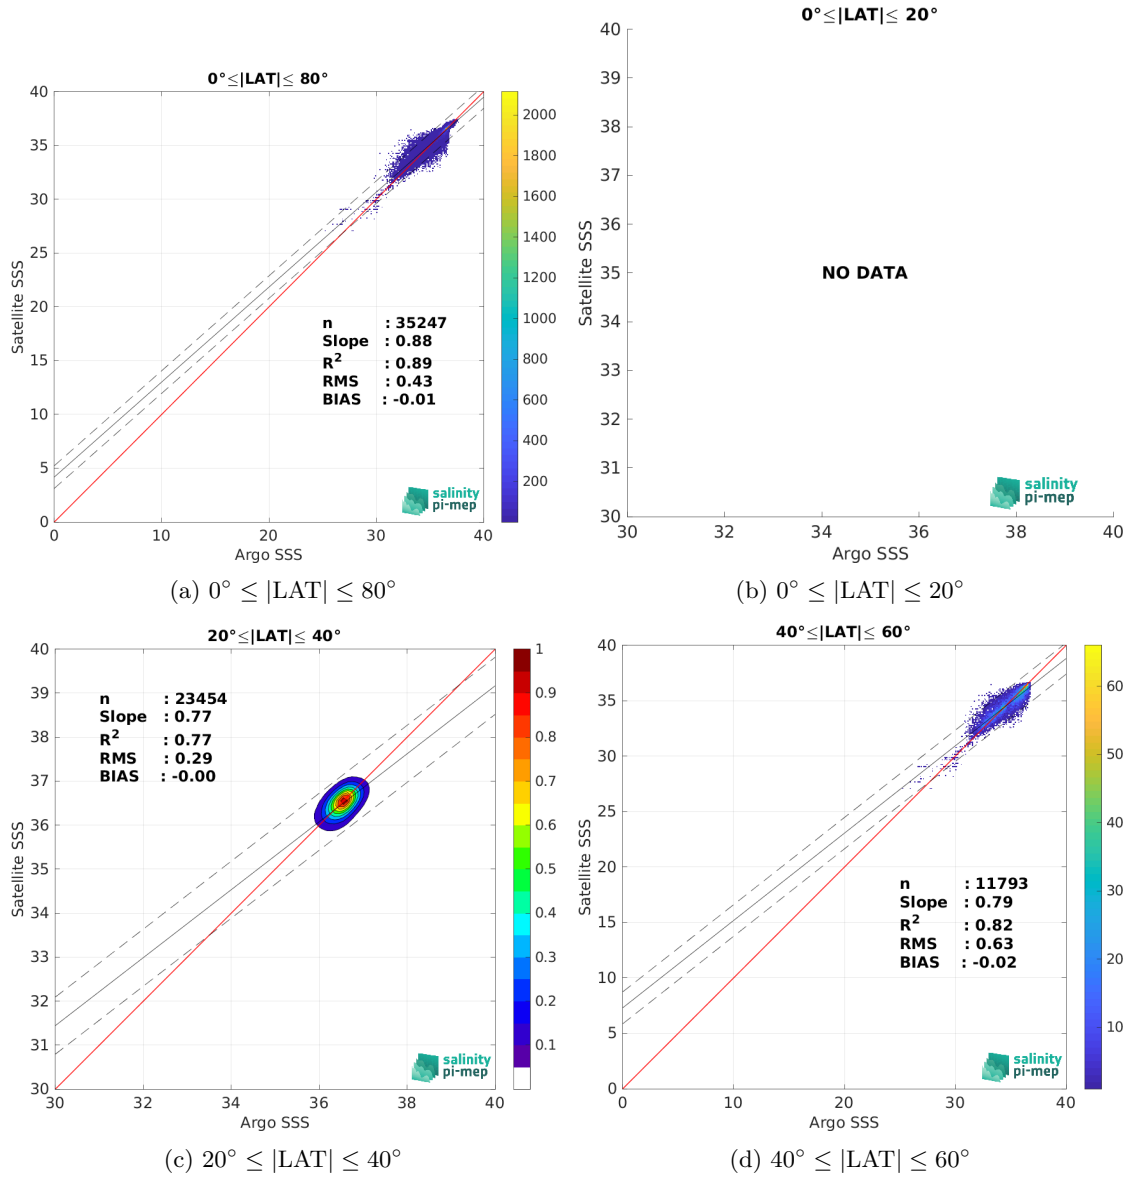 0°≤|LAT|≤ 80°
40
35
30
25
20
15
10
5
0
0
10
20
30
40
Satellite SSS
Argo SSS
n : 35247
Slope : 0.88
R2 : 0.89
RMS : 0.43
BIAS : -0.01
salinity
pi-mep
2000
1800
1600
1400
1200
1000
800
600
400
200
(a) 0° ≤ |LAT| ≤ 80°
0°≤|LAT|≤ 20°
40
39
38
37
36
35
34
33
32
31
30
30
32
34
36
38
40
Satellite SSS
Argo SSS
NO DATA
salinity
pi-mep
(b) 0° ≤ |LAT| ≤ 20°
20°≤|LAT|≤ 40°
40
39
38
37
36
35
34
33
32
31
30
30
32
34
36
38
40
Satellite SSS
Argo SSS
n : 23454
Slope : 0.77
R2 : 0.77
RMS : 0.29
BIAS : -0.00
salinity
pi-mep
1
0.9
0.8
0.7
0.6
0.5
0.4
0.3
0.2
0.1
(c) 20° ≤ |LAT| ≤ 40°
40°≤|LAT|≤ 60°
40
35
30
25
20
15
10
5
0
0
10
20
30
40
Satellite SSS
Argo SSS
n : 11793
Slope : 0.79
R2 : 0.82
RMS : 0.63
BIAS : -0.02
salinity
pi-mep
60
50
40
30
20
10
(d) 40° ≤ |LAT| ≤ 60°